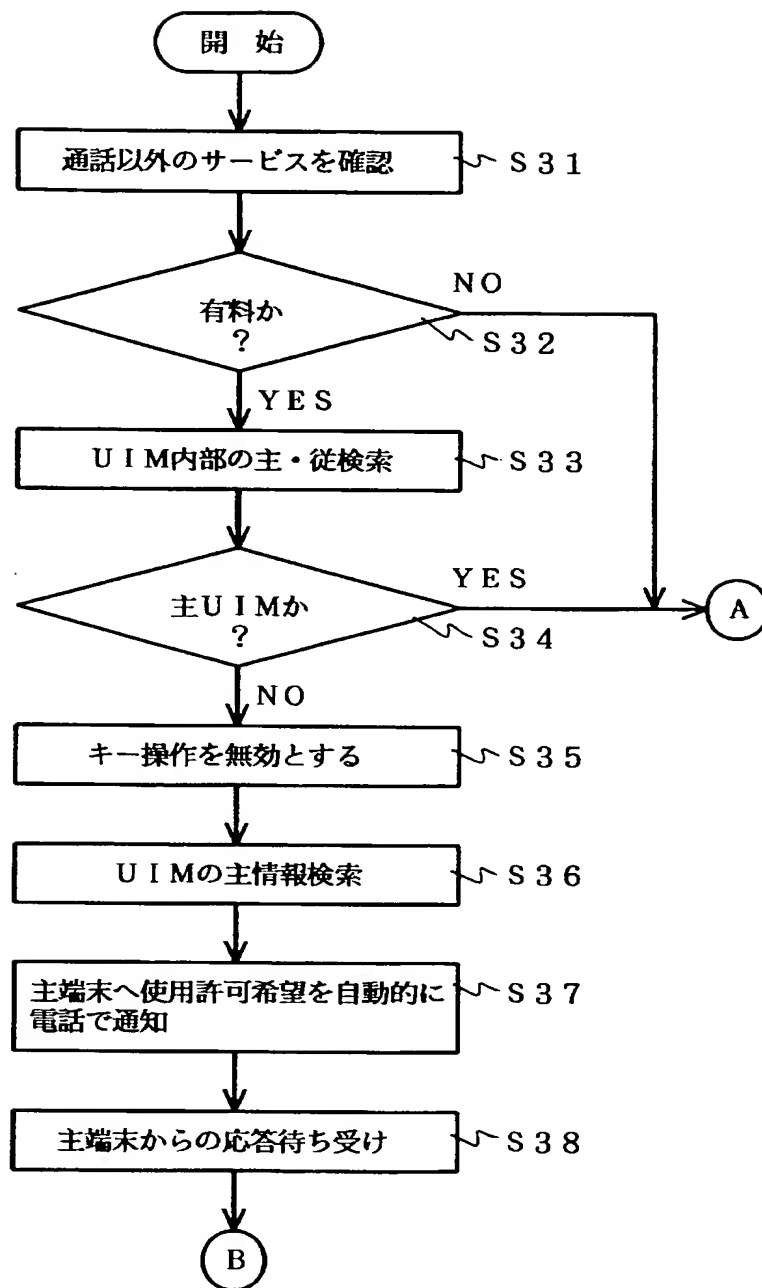 開　始
通話以外のサービスを確認
S31
NO
有料か
?
S32
YES
UIM内部の主・従検索
S33
YES
主UIMか
?
S34
A
NO
キー操作を無効とする
S35
UIMの主情報検索
S36
主端末へ使用許可希望を自動的に
電話で通知
S37
主端末からの応答待ち受け
S38
B